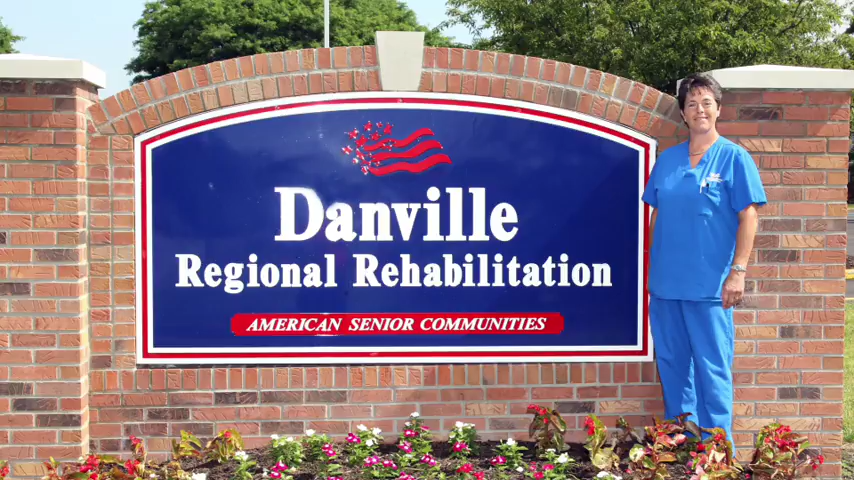 Danville
Regional Rehabilitation
AMERICAN SENIOR COMMUNITIES